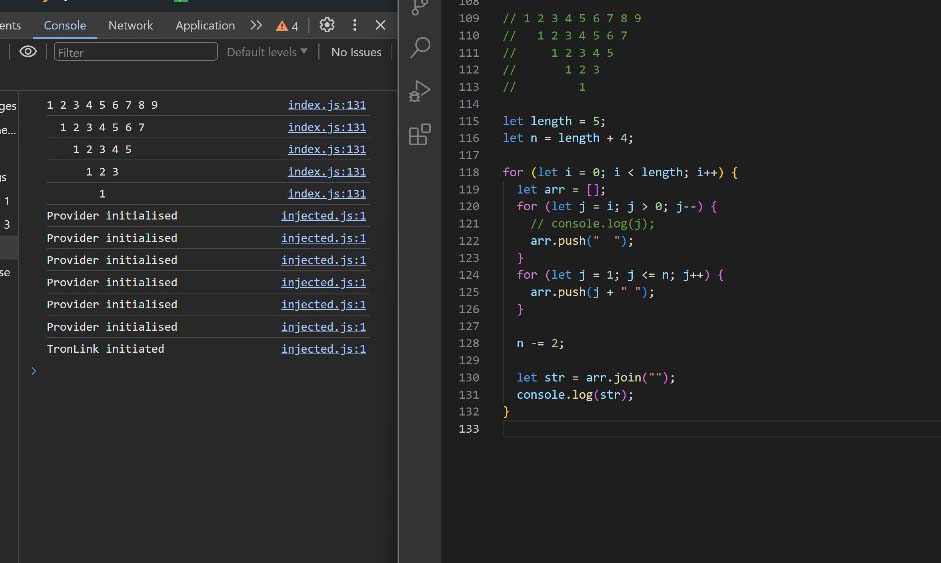 ents Console Network Application 4
Filter Default levels No Issues
ges
e...
gs
1
3
se
1 2 3 4 5 6 7 8 9 index.js:131
1 2 3 4 5 6 7 index.js:131
1 2 3 4 5 index.js:131
1 2 3 index.js:131
1 index.js:131
Provider initialised injected.js:1
Provider initialised injected.js:1
Provider initialised injected.js:1
Provider initialised injected.js:1
Provider initialised injected.js:1
Provider initialised injected.js:1
TronLink initiated injected.js:1
108
109 // 1 2 3 4 5 6 7 8 9
110 //   1 2 3 4 5 6 7
111 //     1 2 3 4 5
112 //       1 2 3
113 //         1
114
115 let length = 5;
116 let n = length + 4;
117
118 for (let i = 0; i < length; i++) {
119   let arr = [];
120   for (let j = i; j > 0; j--) {
121     // console.log(j);
122     arr.push("  ");
123   }
124   for (let j = 1; j <= n; j++) {
125     arr.push(j + " ");
126   }
127
128   n -= 2;
129
130   let str = arr.join("");
131   console.log(str);
132 }
133